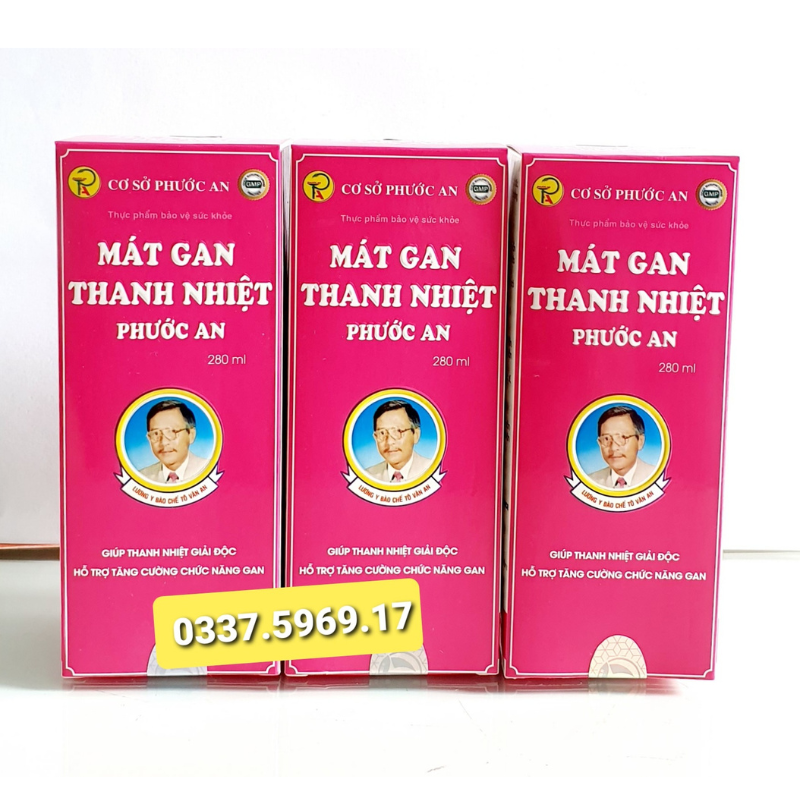 CƠ SỞ PHƯỚC AN
GMP
Thực phẩm bảo vệ sức khỏe
MÁT GAN
THANH NHIỆT
PHƯỚC AN
280 ml
LƯƠNG Y BÀO CHẾ TÔ VĂN AN
GIÚP THANH NHIỆT GIẢI ĐỘC
HỖ TRỢ TĂNG CƯỜNG CHỨC NĂNG GAN
CƠ SỞ PHƯỚC AN
GMP
Thực phẩm bảo vệ sức khỏe
MÁT GAN
THANH NHIỆT
PHƯỚC AN
280 ml
LƯƠNG Y BÀO CHẾ TÔ VĂN AN
GIÚP THANH NHIỆT GIẢI ĐỘC
HỖ TRỢ TĂNG CƯỜNG CHỨC NĂNG GAN
CƠ SỞ PHƯỚC AN
GMP
Thực phẩm bảo vệ sức khỏe
MÁT GAN
THANH NHIỆT
PHƯỚC AN
280 ml
LƯƠNG Y BÀO CHẾ TÔ VĂN AN
GIÚP THANH NHIỆT GIẢI ĐỘC
HỖ TRỢ TĂNG CƯỜNG CHỨC NĂNG GAN
0337.5969.17